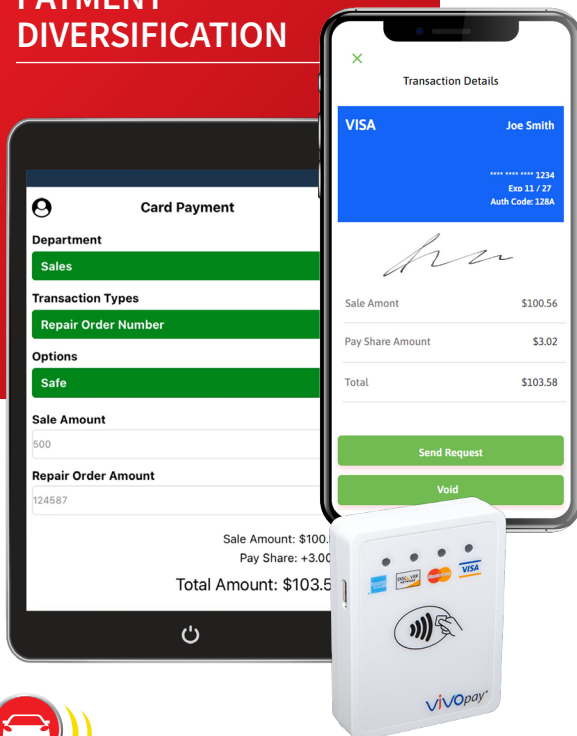 PAYMENT
DIVERSIFICATION
Transaction Details
VISA
Joe Smith
**** **** **** 1234
Exp 11 / 27
Auth Code: 128A
Sale Amont
$100.56
Pay Share Amount
$3.02
Total
$103.58
Send Request
Void
Card Payment
Department
Sales
Transaction Types
Repair Order Number
Options
Safe
Sale Amount
500
Repair Order Amount
124587
Sale Amount: $100.
Pay Share: +3.00
Total Amount: $103.5
VISA
ViVOpay